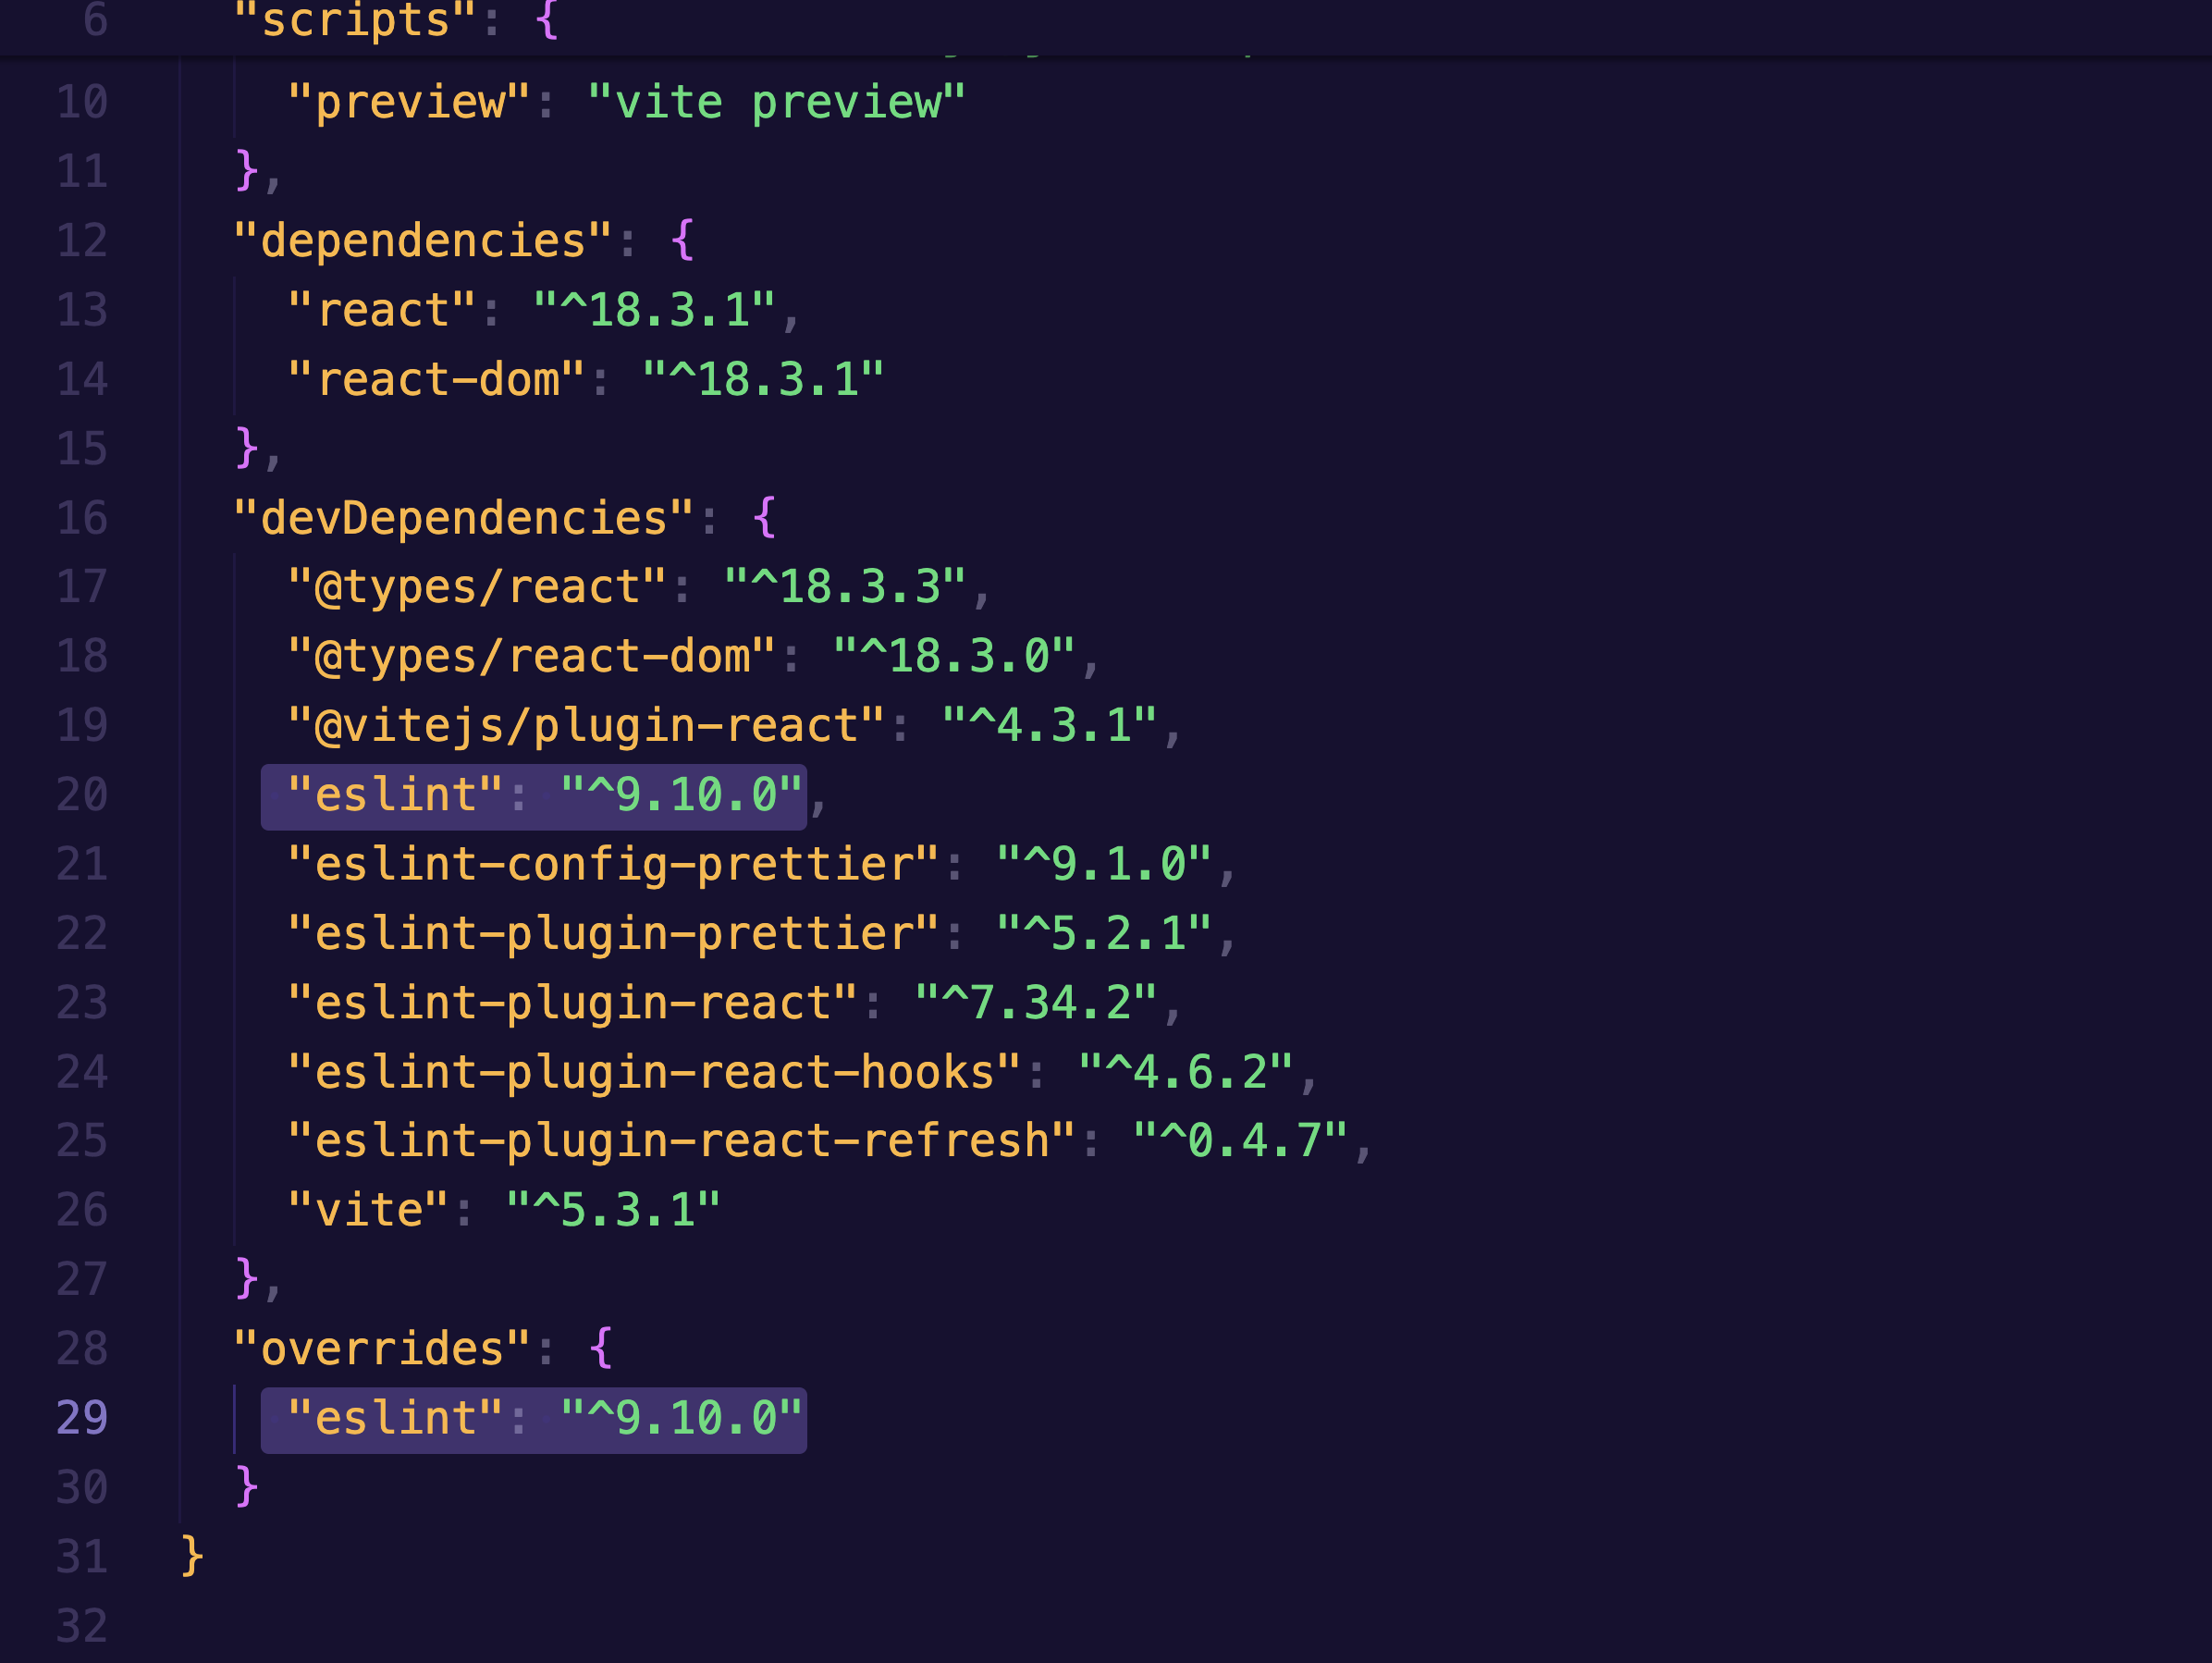 6 "scripts": {
10 "preview": "vite preview"
11 },
12 "dependencies": {
13 "react": "^18.3.1",
14 "react-dom": "^18.3.1"
15 },
16 "devDependencies": {
17 "@types/react": "^18.3.3",
18 "@types/react-dom": "^18.3.0",
19 "@vitejs/plugin-react": "^4.3.1",
20 "eslint": "^9.10.0",
21 "eslint-config-prettier": "^9.1.0",
22 "eslint-plugin-prettier": "^5.2.1",
23 "eslint-plugin-react": "^7.34.2",
24 "eslint-plugin-react-hooks": "^4.6.2",
25 "eslint-plugin-react-refresh": "^0.4.7",
26 "vite": "^5.3.1"
27 },
28 "overrides": {
29 "eslint": "^9.10.0"
30 }
31 }
32